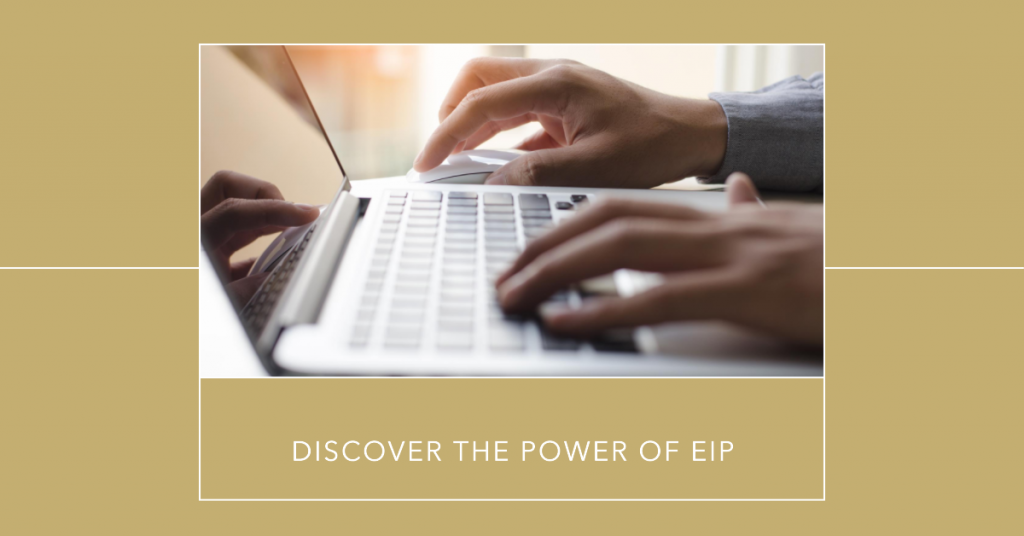 DISCOVER THE POWER OF EIP